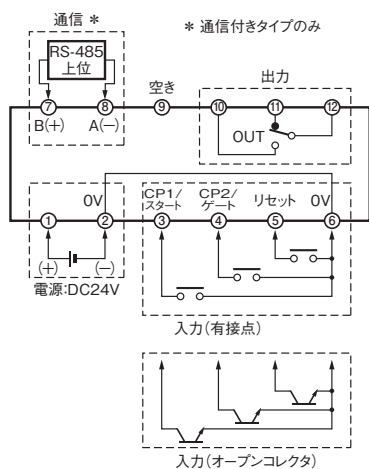 通信 *
* 通信付きタイプのみ
RS-485
上位
空き
出力
⑦
⑧
⑨
⑩
⑪
⑫
B(+)
A(−)
OUT
0V
CP1/
スタート
CP2/
ゲート
リセット
0V
①
②
③
④
⑤
⑥
(+)
(−)
電源:DC24V
入力(有接点)
入力(オープンコレクタ)